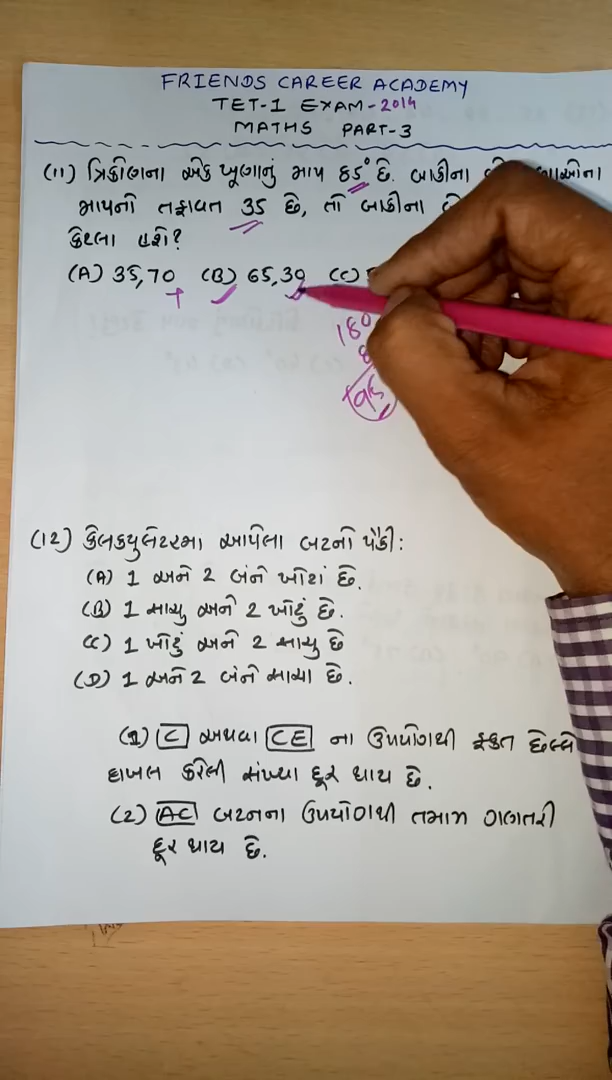 FRIENDS CAREER ACADEMY
TET-1 EXAM-2014
MATHS PART-3
(11) ત્રિકોણના એક ખૂણાનું માપ 85° છે. બાકીના
માપનો તફાવત 35 છે, તો બાકીના
કેટલા હશે?
(A) 35,70 (B) 65,30 (C)
180
95
(12) કેલક્યુલેટરમા આપેલા બટનો પૈકી:
(A) 1 અને 2 બંને ખોટાં છે.
(B) 1 સાચુ અને 2 ખોટું છે.
(C) 1 ખોટું અને 2 સાચુ છે
(D) 1 અને 2 બંને સાચા છે.
(1) C અથવા CE ના ઉપયોગથી ફક્ત છેલ્લે
દાખલ કરેલી સંખ્યા દૂર થાય છે.
(2) AC બટનના ઉપયોગથી તમામ ગણતરી
દૂર થાય છે.